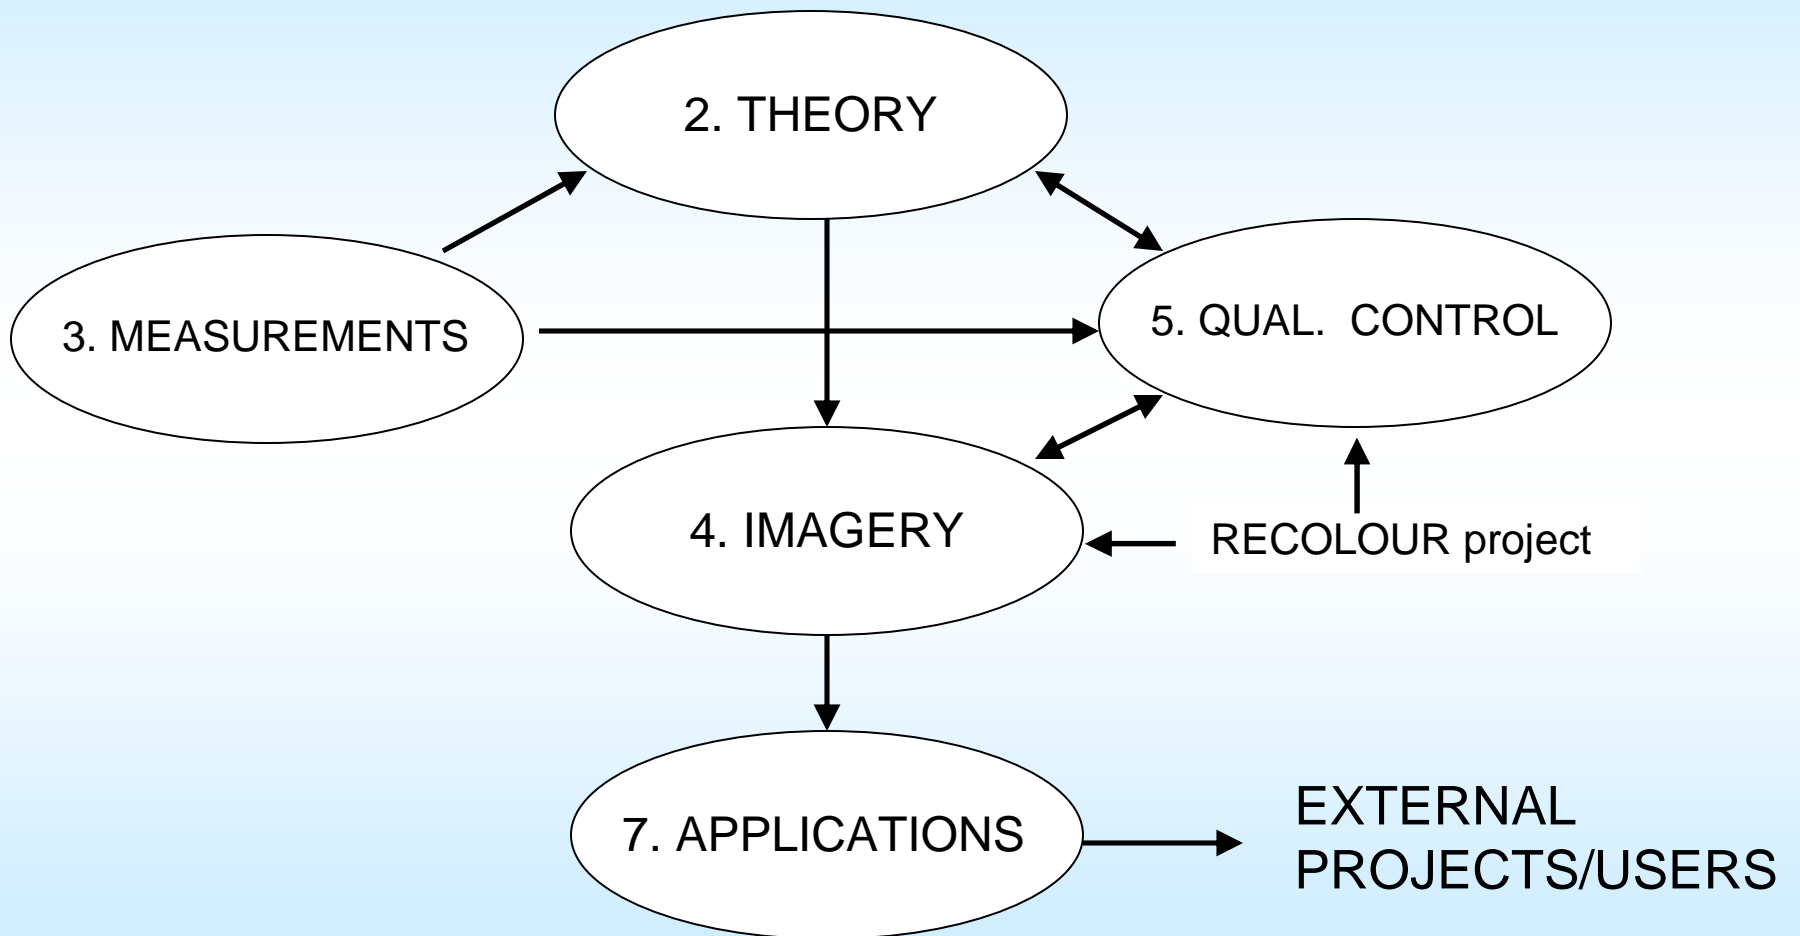 2. THEORY
3. MEASUREMENTS
5. QUAL.  CONTROL
4. IMAGERY
RECOLOUR project
7. APPLICATIONS
EXTERNAL
PROJECTS/USERS